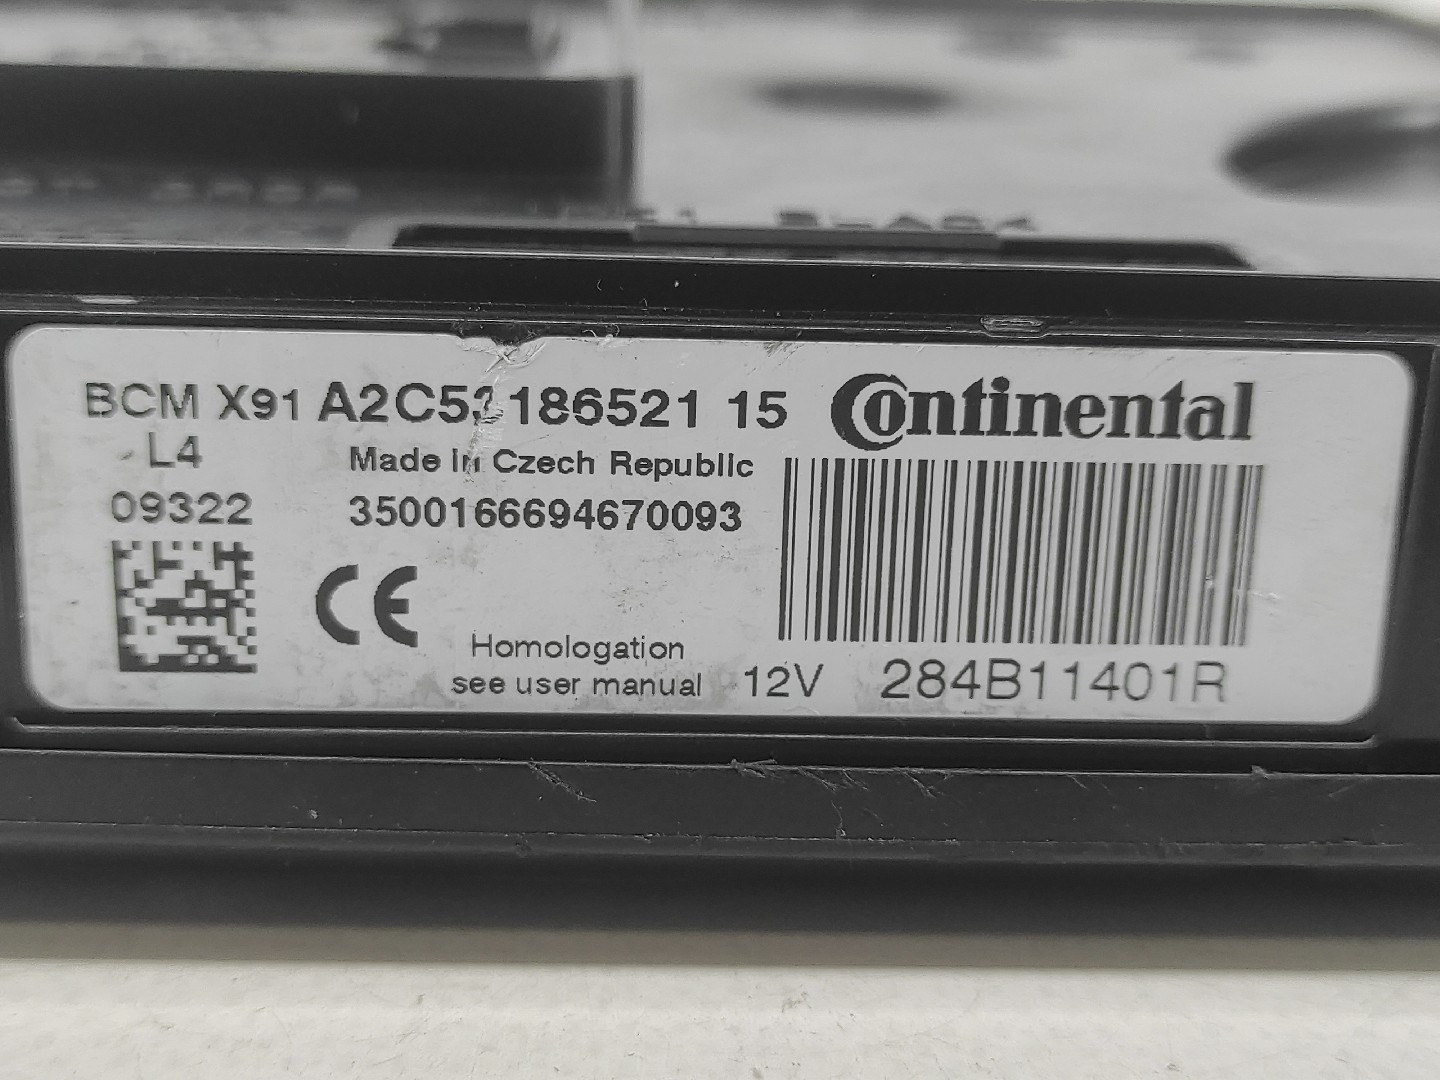 BCM X91 A2C53186521 15 Continental
L4
Made in Czech Republic
09322 3500166694670093
CE
Homologation
see user manual 12V 284B11401R